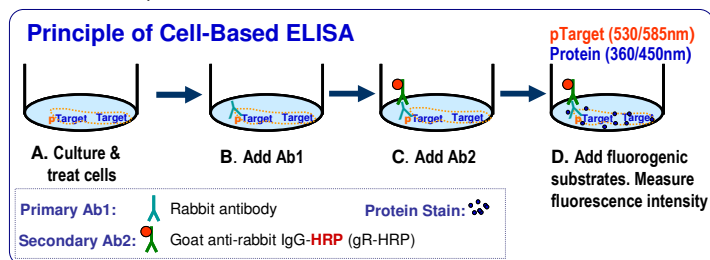 Principle of Cell-Based ELISA
pTarget (530/585nm)
Protein (360/450nm)
pTarget Target
pTarget Target
pTarget Target
pTarget Target
A. Culture &
treat cells
B. Add Ab1
C. Add Ab2
D. Add fluorogenic
substrates. Measure
fluorescence intensity
Primary Ab1: Rabbit antibody Protein Stain:
Secondary Ab2: Goat anti-rabbit IgG-HRP (gR-HRP)